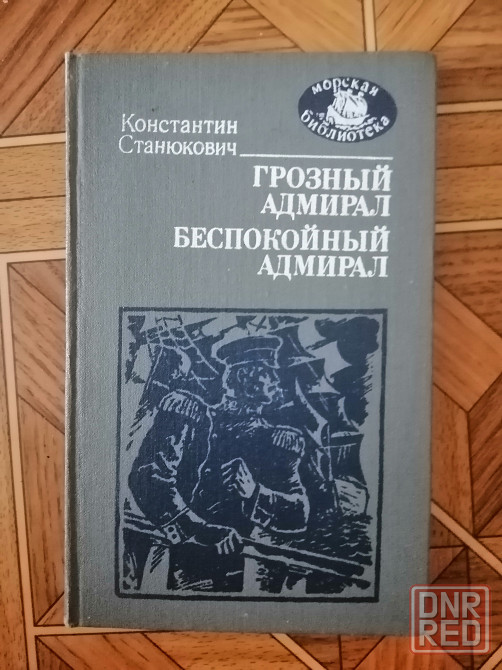 морская
библиотека
Константин
Станюкович
ГРОЗНЫЙ
АДМИРАЛ
БЕСПОКОЙНЫЙ
АДМИРАЛ
DNR
RED